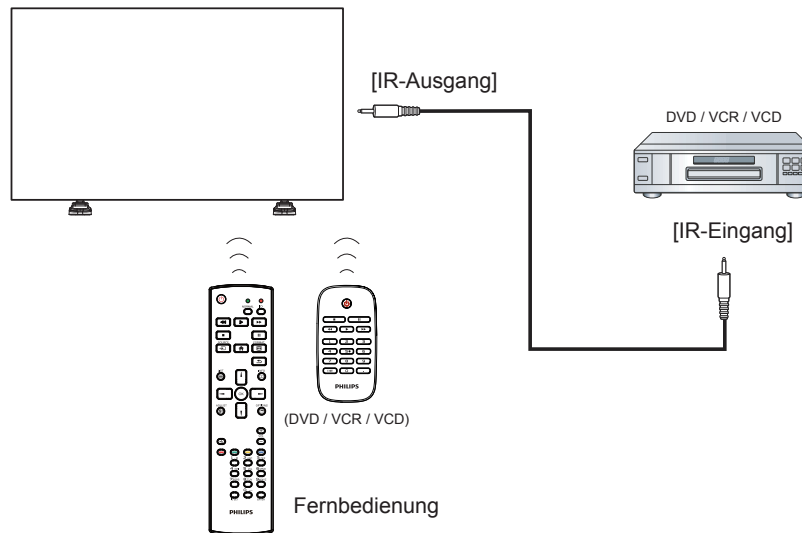 [IR-Ausgang]
DVD / VCR / VCD
[IR-Eingang]
PHILIPS
(DVD / VCR / VCD)
Fernbedienung
PHILIPS